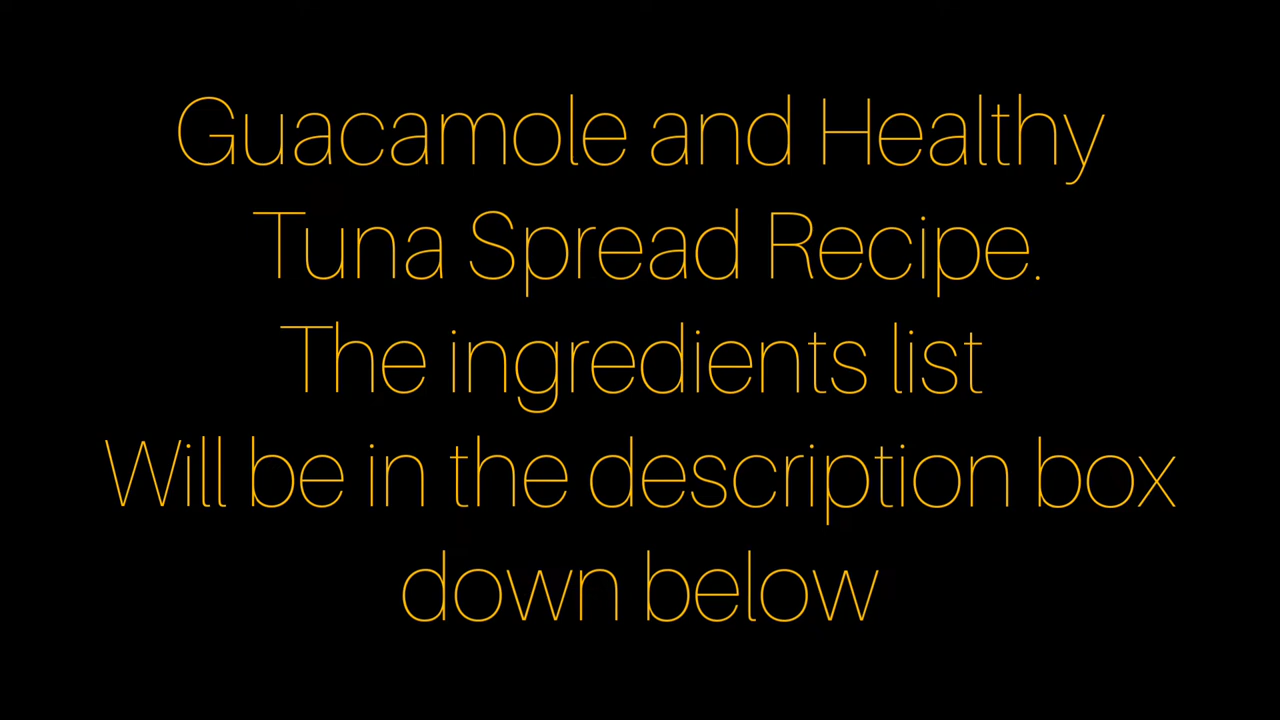 Guacamole and Healthy
Tuna Spread Recipe.
The ingredients list
Will be in the description box
down below